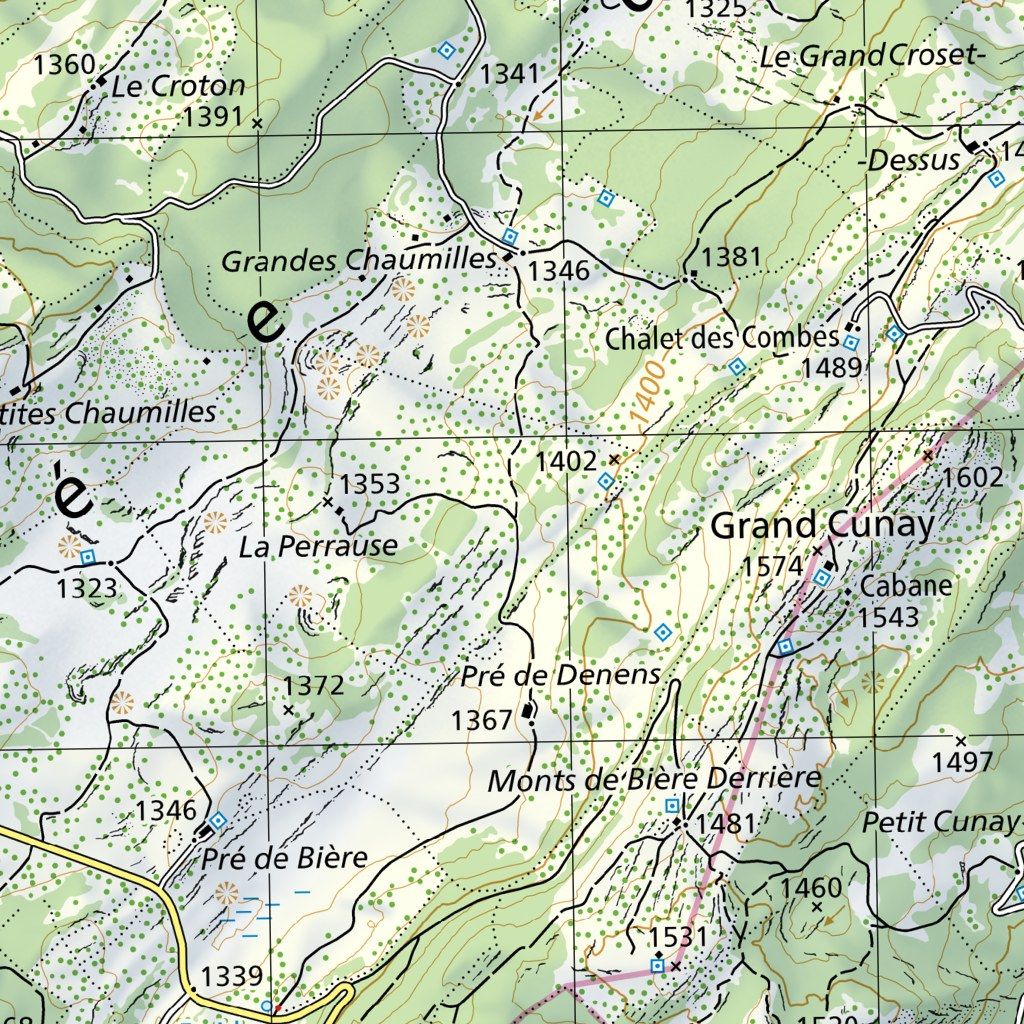 1325
1360
Le Croton
1391
1341
Le Grand Croset-
-Dessus
Grandes Chaumilles
1346
1381
e
Chalet des Combes
1489
1400
tites Chaumilles
1402
1353
1602
é
Grand Cunay
La Perrause
1574
1323
Cabane
1543
Pré de Denens
1372
1367
1497
Monts de Bière Derrière
1346
1481
Petit Cunay
Pré de Bière
1460
1531
1339